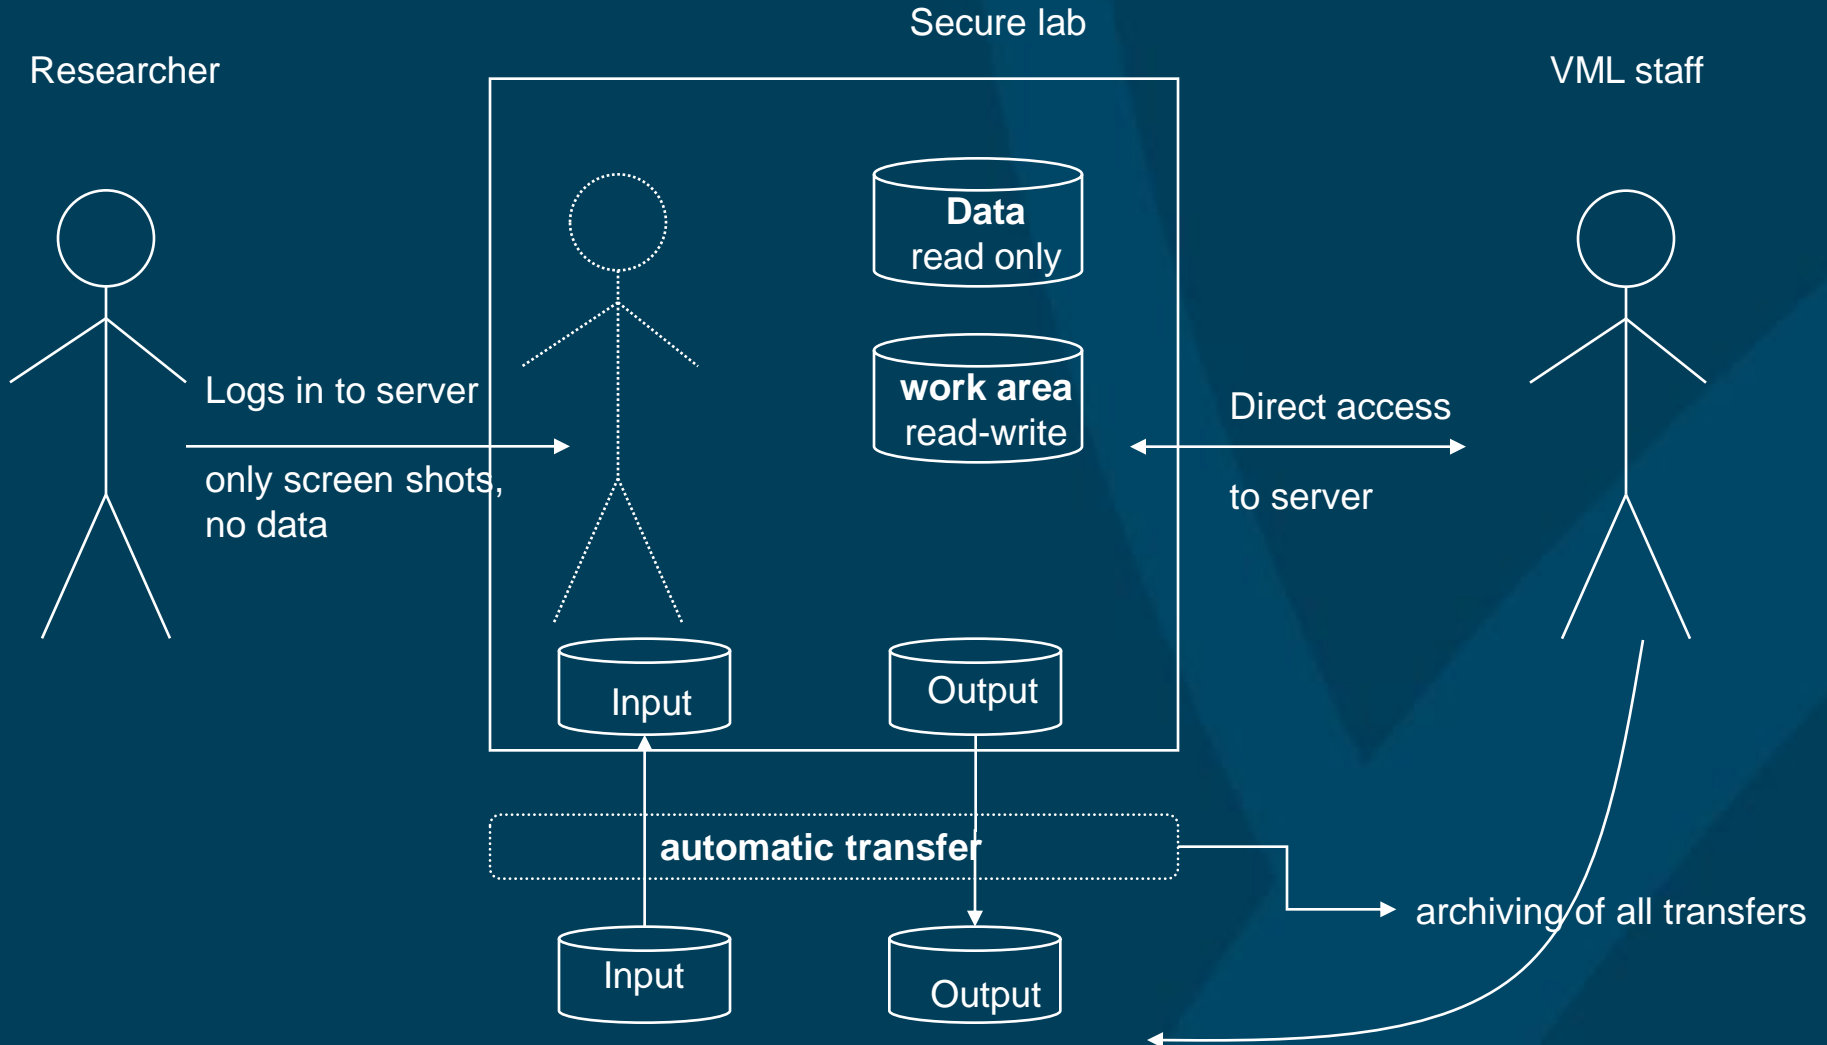 Secure lab
Researcher
VML staff
Data
read only
work area
read-write
Logs in to server
only screen shots,
no data
Direct access
to server
Input
Output
automatic transfer
archiving of all transfers
Input
Output